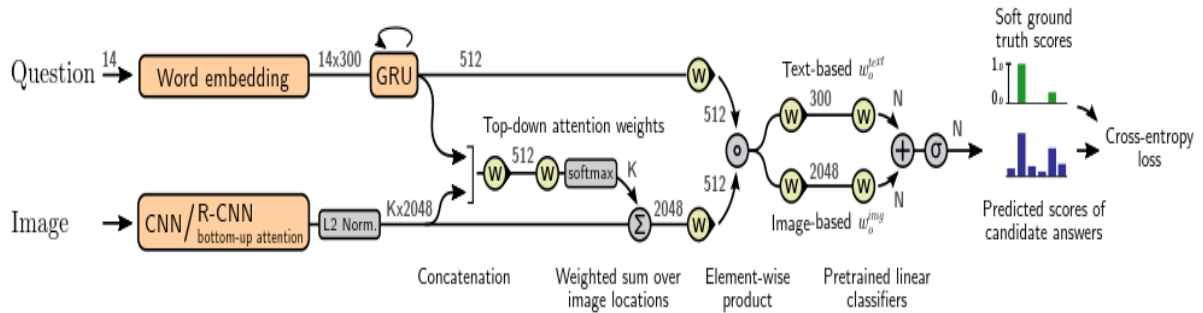 Question
14
Word embedding
14x300
GRU
512
W
512
Text-based w_o^text
W
300
W
N
Soft ground
truth scores
1.0
0.0
Top-down attention weights
W
512
W
softmax
K
∘
+
σ
N
Cross-entropy
loss
Image
CNN/R-CNN
bottom-up attention
L2 Norm.
Kx2048
Σ
2048
W
512
W
2048
W
N
Image-based w_o^img
Predicted scores of
candidate answers
Concatenation
Weighted sum over
image locations
Element-wise
product
Pretrained linear
classifiers